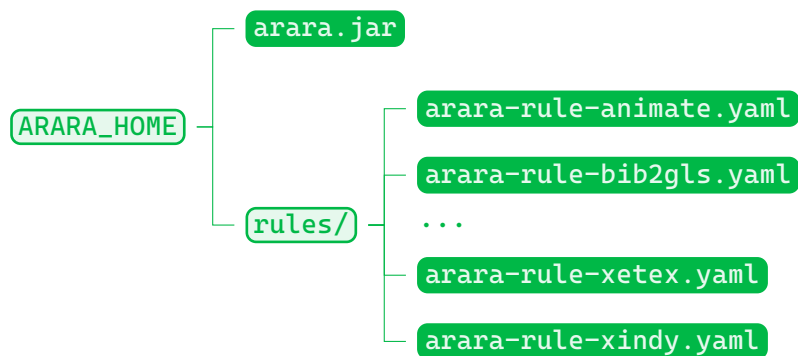 arara.jar
ARARA_HOME
arara-rule-animate.yaml
arara-rule-bib2gls.yaml
rules/
...
arara-rule-xetex.yaml
arara-rule-xindy.yaml